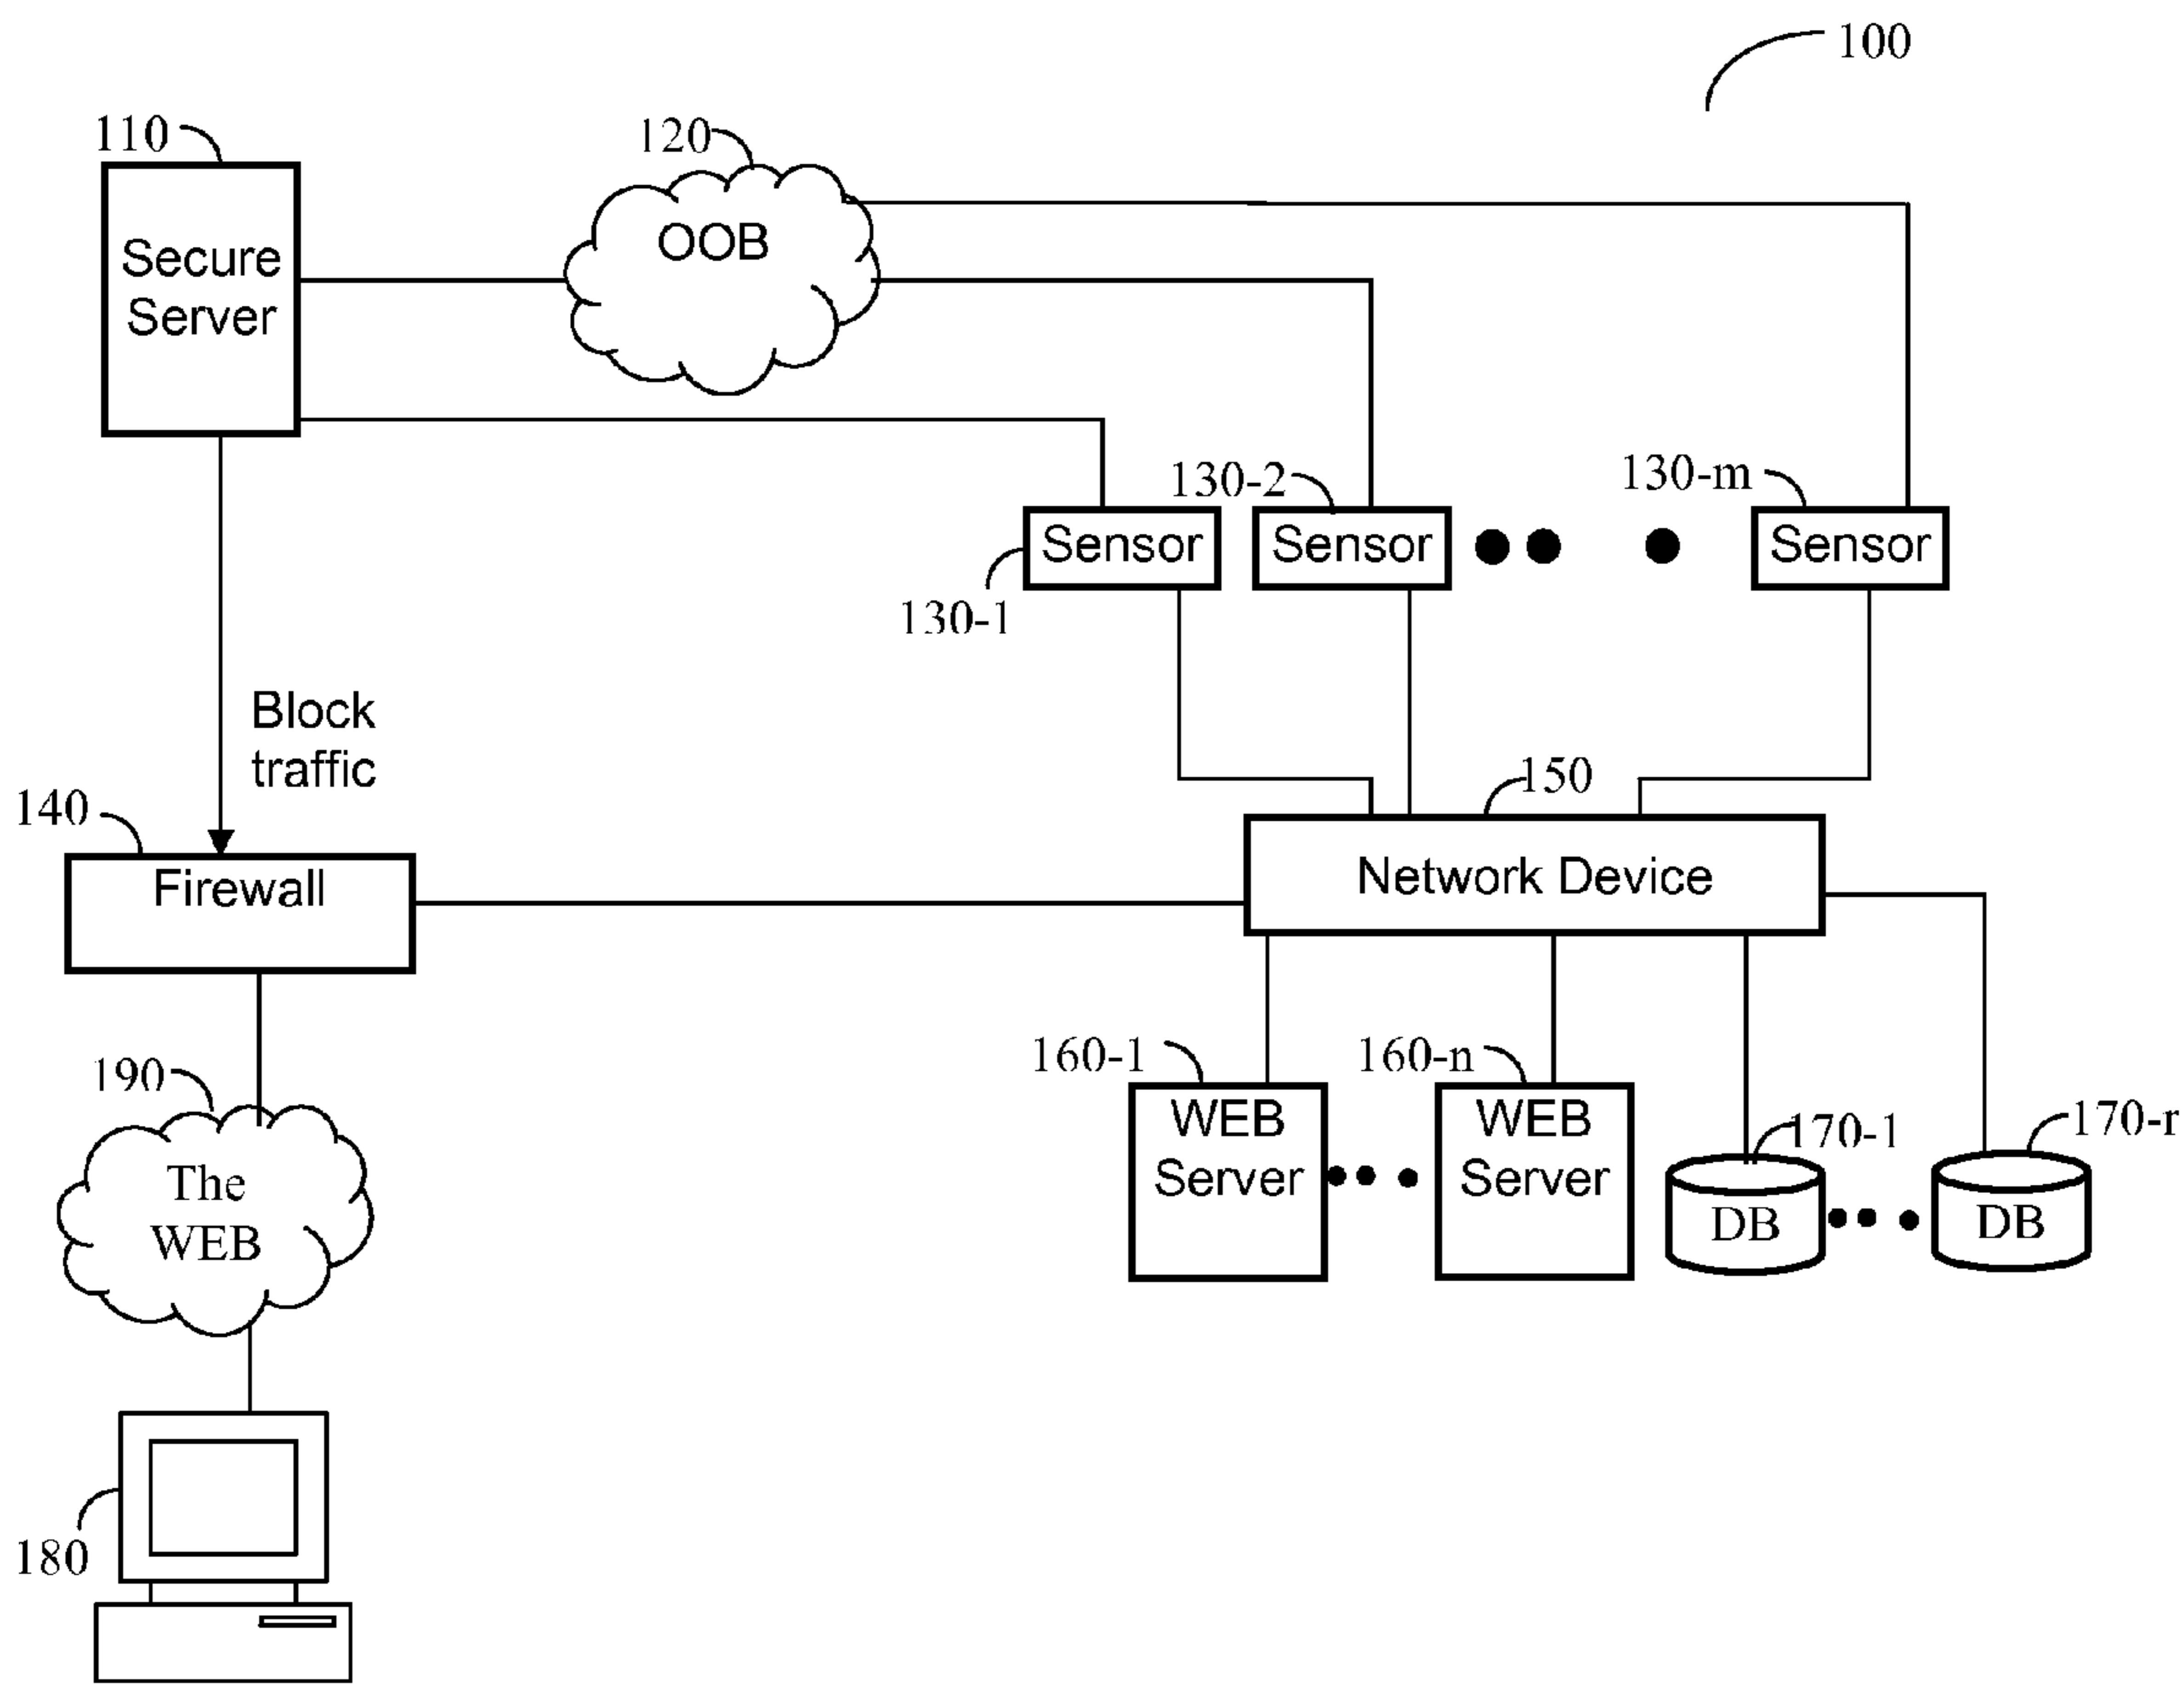 100
110
120
Secure
Server
OOB
130-2
130-m
Sensor
Sensor
Sensor
130-1
Block
traffic
150
140
Network Device
Firewall
160-1
160-n
190
170-1
170-r
WEB
Server
WEB
Server
The
WEB
DB
DB
180